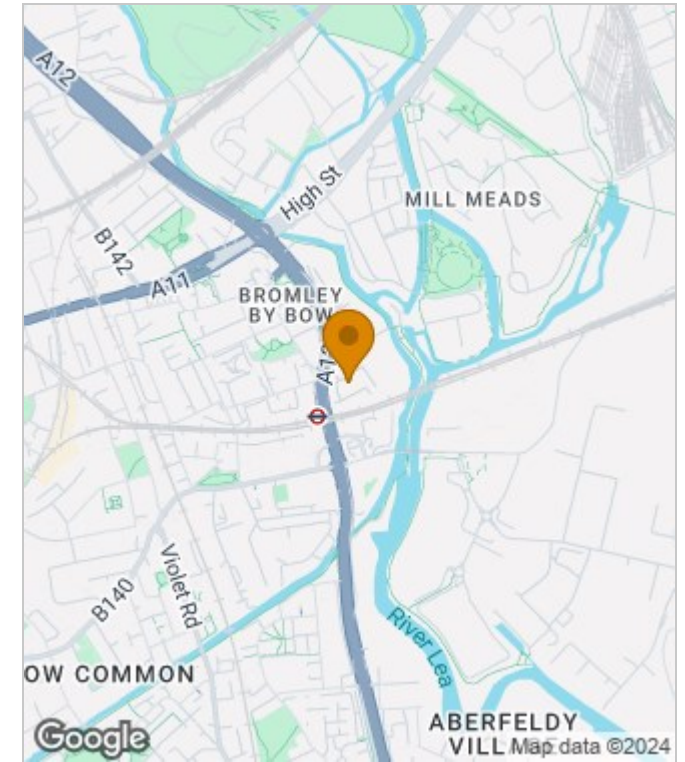 A12
High St
MILL MEADS
B142
A11
BROMLEY
BY BOW
Violet Rd
B140
River Lea
OW COMMON
ABERFELDY
VILL
Google
Map data ©2024